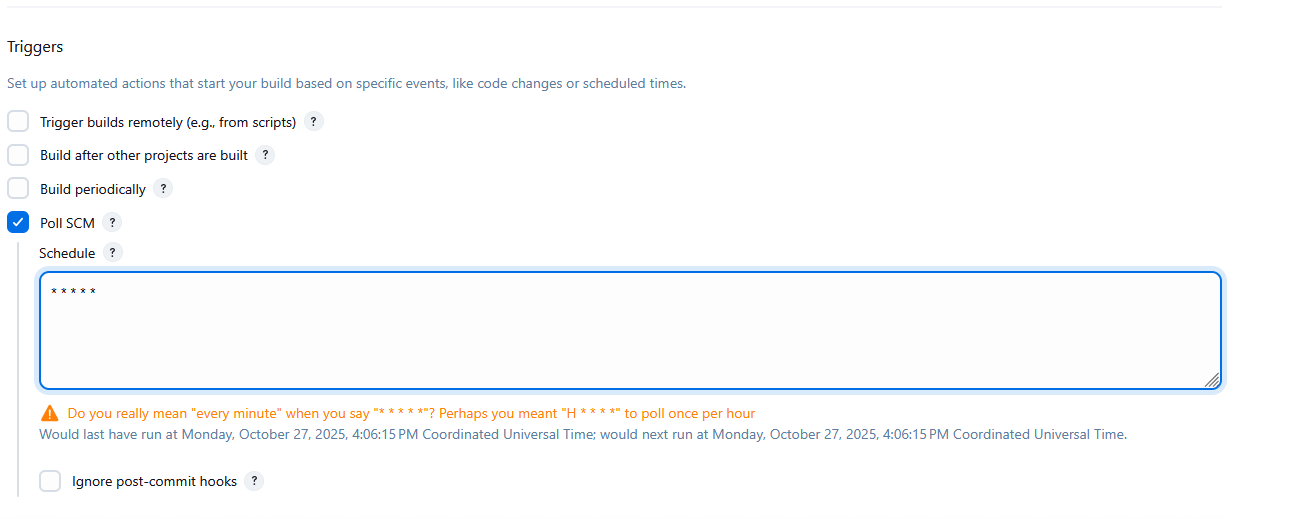 Triggers
Set up automated actions that start your build based on specific events, like code changes or scheduled times.
Trigger builds remotely (e.g., from scripts) ?
Build after other projects are built ?
Build periodically ?
Poll SCM ?
Schedule ?
* * * * *
Do you really mean "every minute" when you say "* * * * *"? Perhaps you meant "H * * * *" to poll once per hour
Would last have run at Monday, October 27, 2025, 4:06:15 PM Coordinated Universal Time; would next run at Monday, October 27, 2025, 4:06:15 PM Coordinated Universal Time.
Ignore post-commit hooks ?